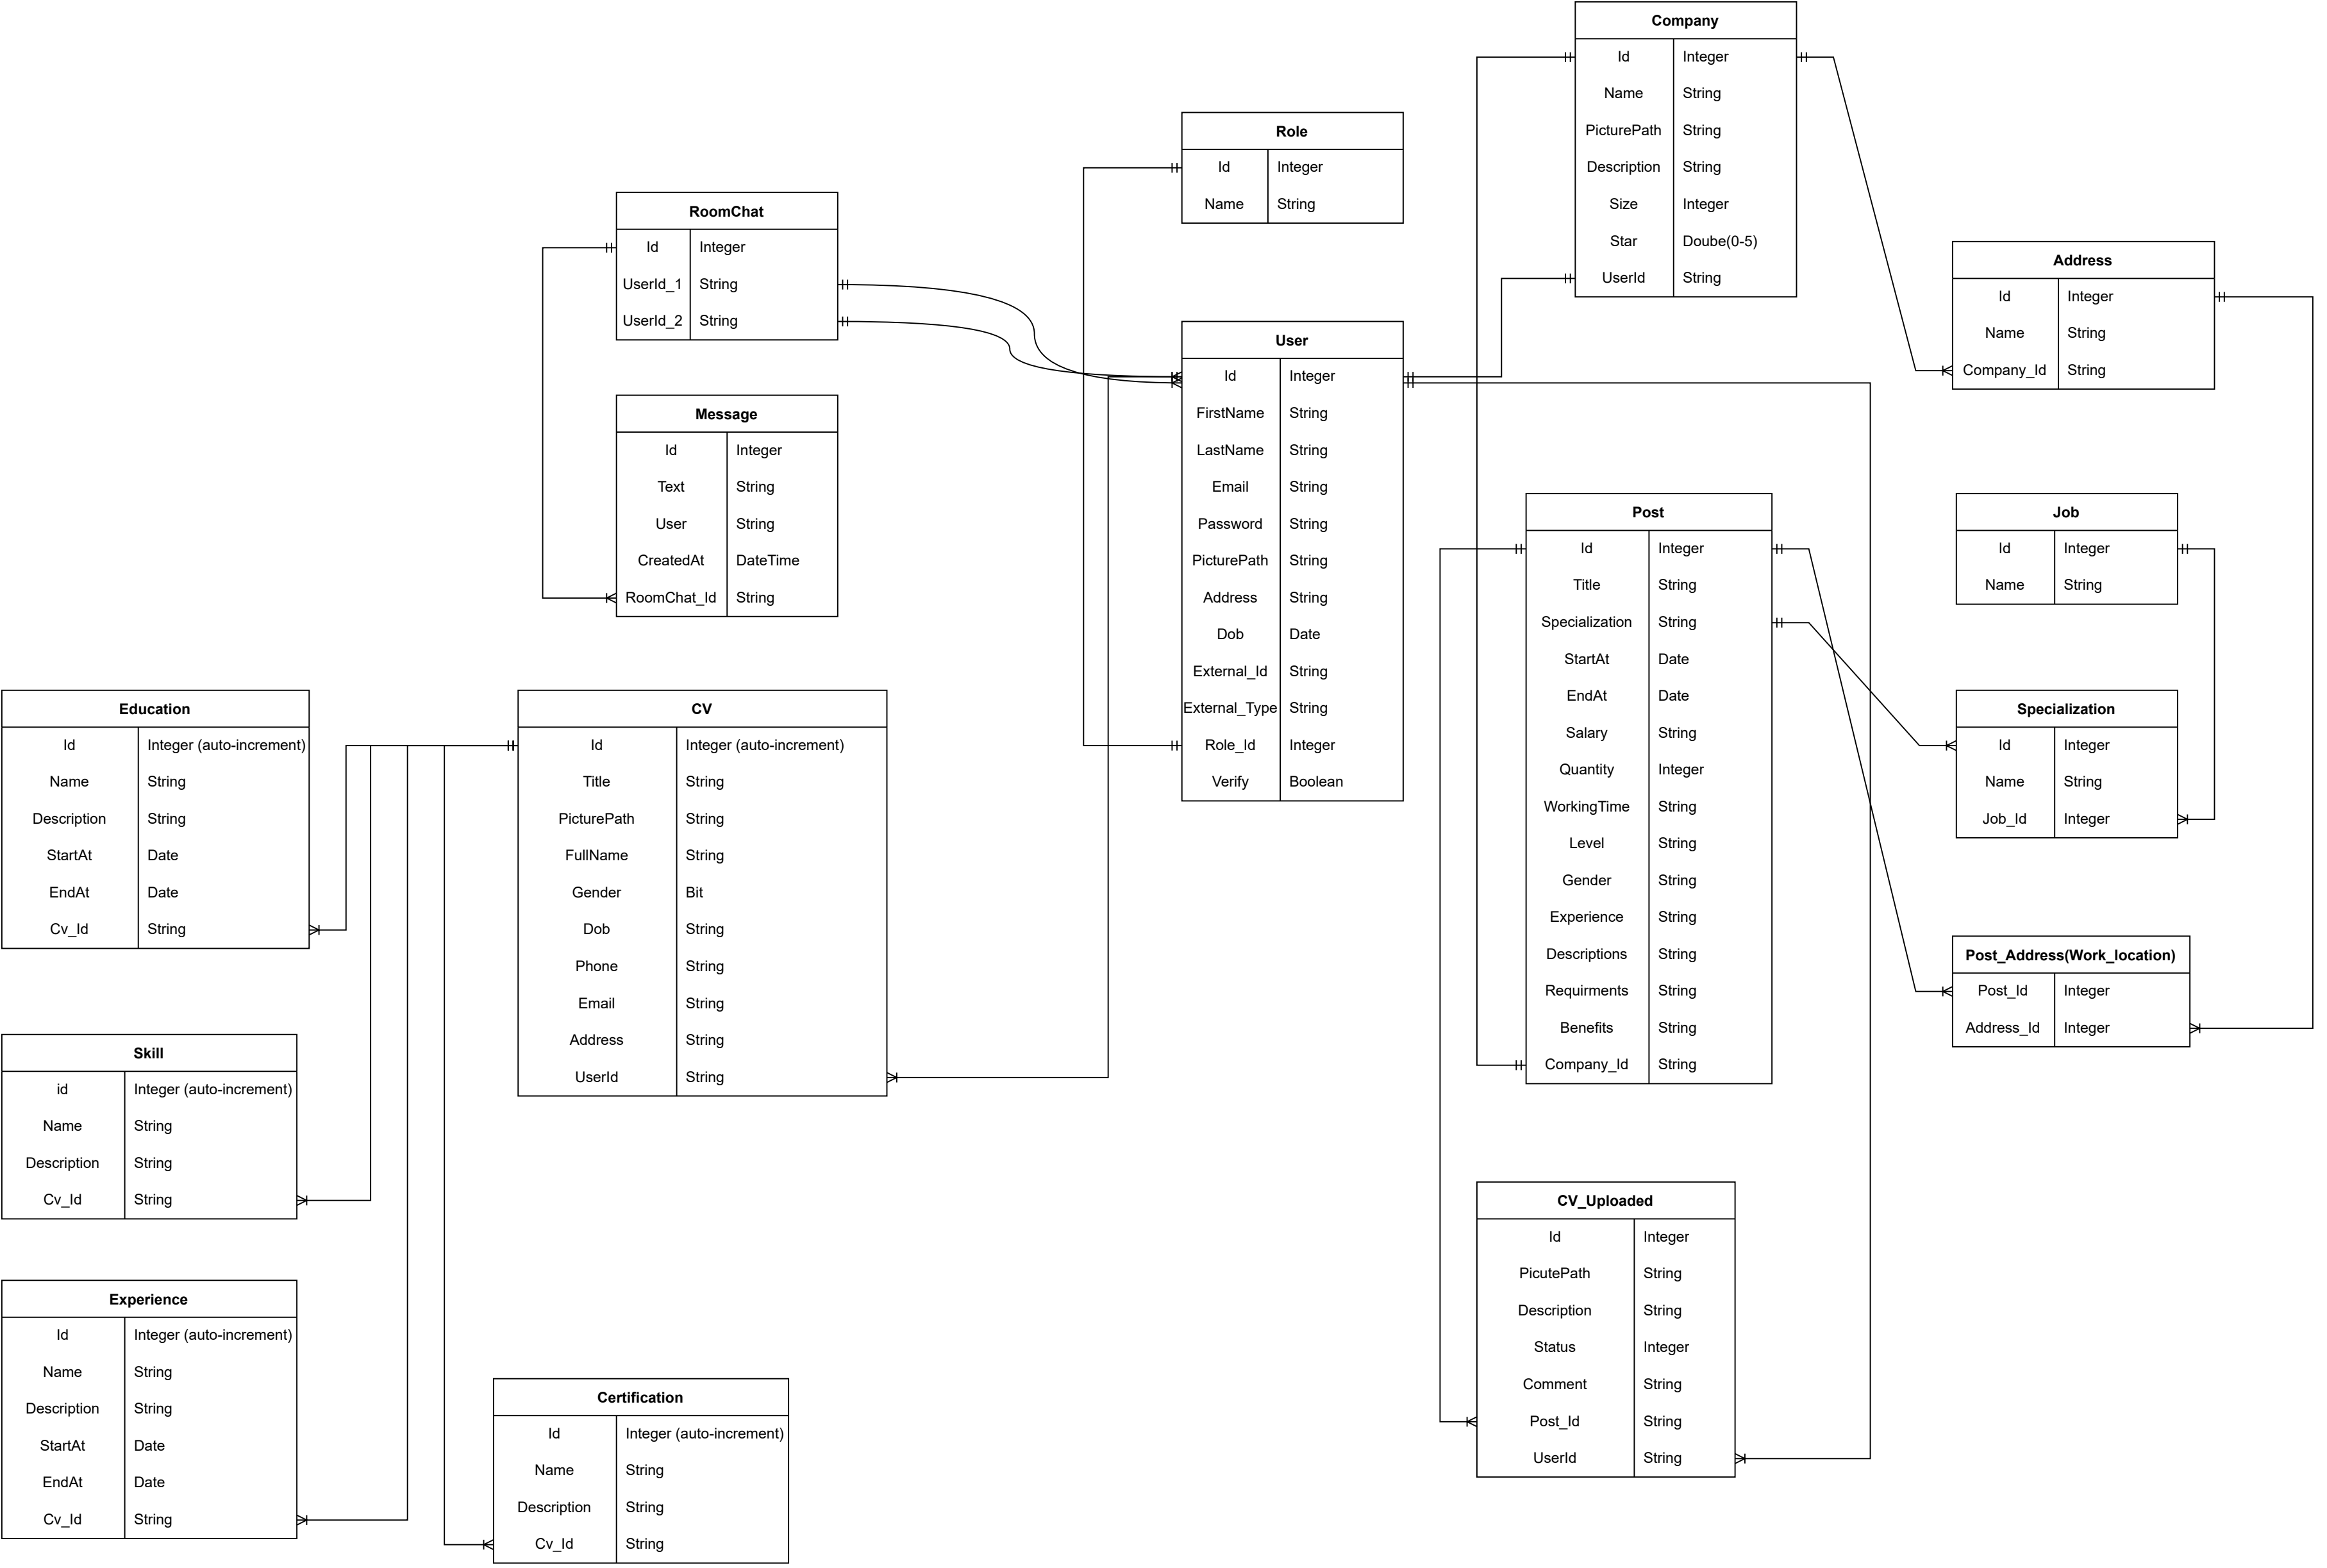 Company
Id Integer
Name String
PicturePath String
Description String
Size Integer
Star Doube(0-5)
UserId String
Role
Id Integer
Name String
RoomChat
Id Integer
UserId_1 String
UserId_2 String
Address
Id Integer
Name String
Company_Id String
User
Id Integer
FirstName String
LastName String
Email String
Password String
PicturePath String
Address String
Dob Date
External_Id String
External_Type String
Role_Id Integer
Verify Boolean
Message
Id Integer
Text String
User String
CreatedAt DateTime
RoomChat_Id String
Post
Id Integer
Title String
Specialization String
StartAt Date
EndAt Date
Salary String
Quantity Integer
WorkingTime String
Level String
Gender String
Experience String
Descriptions String
Requirments String
Benefits String
Company_Id String
Job
Id Integer
Name String
Education
Id Integer (auto-increment)
Name String
Description String
StartAt Date
EndAt Date
Cv_Id String
CV
Id Integer (auto-increment)
Title String
PicturePath String
FullName String
Gender Bit
Dob String
Phone String
Email String
Address String
UserId String
Specialization
Id Integer
Name String
Job_Id Integer
Post_Address(Work_location)
Post_Id Integer
Address_Id Integer
Skill
id Integer (auto-increment)
Name String
Description String
Cv_Id String
CV_Uploaded
Id Integer
PicutePath String
Description String
Status Integer
Comment String
Post_Id String
UserId String
Experience
Id Integer (auto-increment)
Name String
Description String
StartAt Date
EndAt Date
Cv_Id String
Certification
Id Integer (auto-increment)
Name String
Description String
Cv_Id String